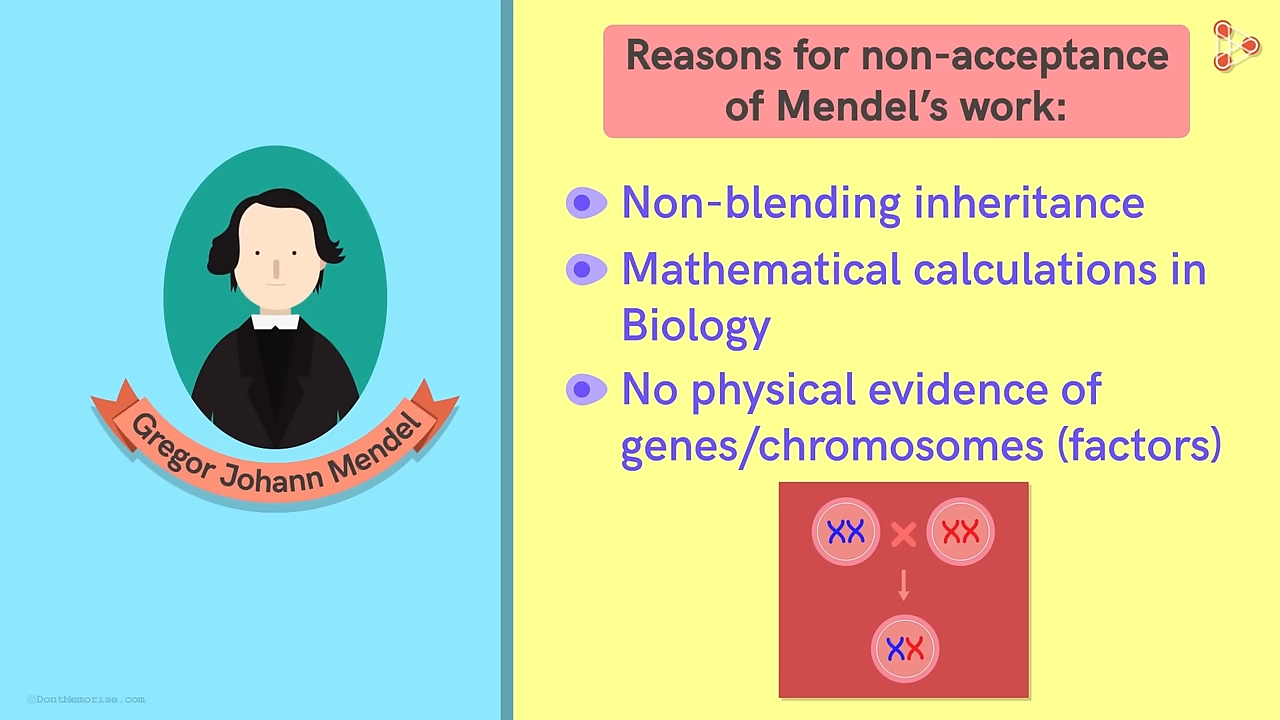 Reasons for non-acceptance
of Mendel’s work:
Non-blending inheritance
Mathematical calculations in
Biology
No physical evidence of
genes/chromosomes (factors)
Gregor Johann Mendel
©DontMemorise.com